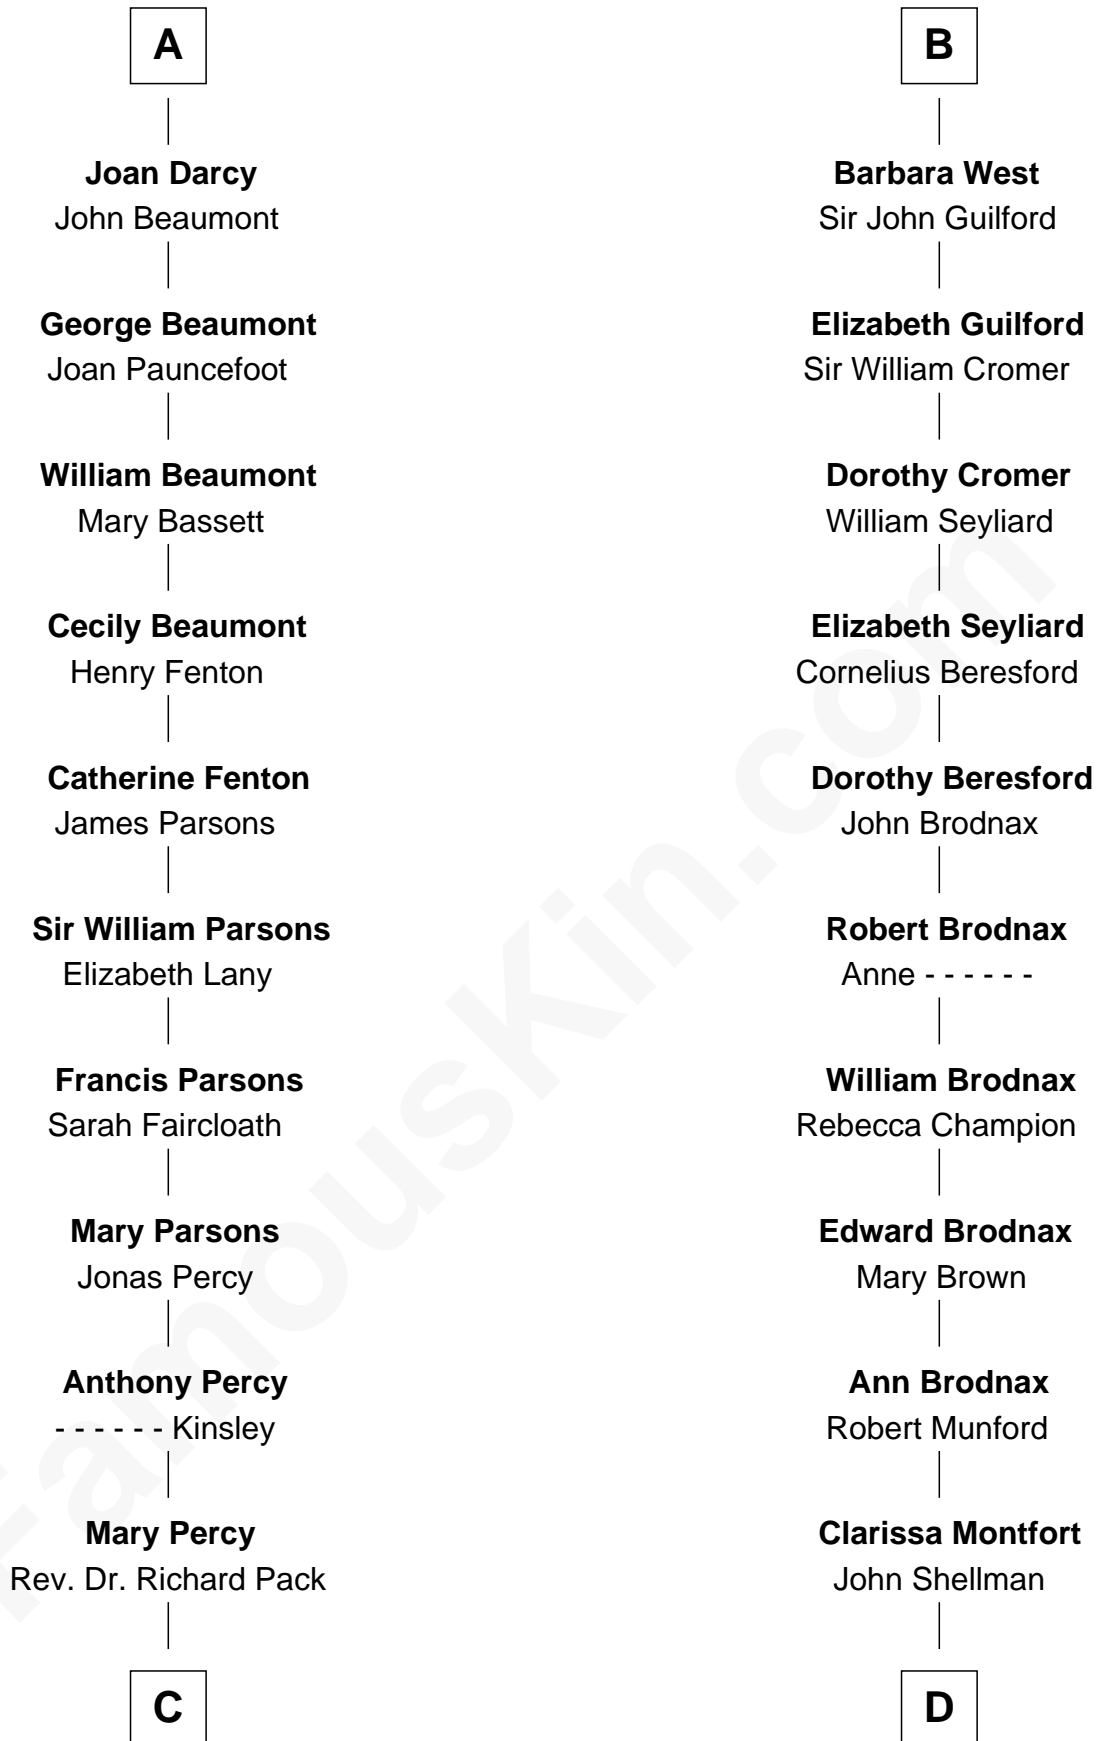 A
Joan Darcy
John Beaumont
George Beaumont
Joan Pauncefoot
William Beaumont
Mary Bassett
Cecily Beaumont
Henry Fenton
Catherine Fenton
James Parsons
Sir William Parsons
Elizabeth Lany
Francis Parsons
Sarah Faircloath
Mary Parsons
Jonas Percy
Anthony Percy
- - - - - - Kinsley
Mary Percy
Rev. Dr. Richard Pack
C
B
Barbara West
Sir John Guilford
Elizabeth Guilford
Sir William Cromer
Dorothy Cromer
William Seyliard
Elizabeth Seyliard
Cornelius Beresford
Dorothy Beresford
John Brodnax
Robert Brodnax
Anne - - - - - -
William Brodnax
Rebecca Champion
Edward Brodnax
Mary Brown
Ann Brodnax
Robert Munford
Clarissa Montfort
John Shellman
D
FamousKin.com